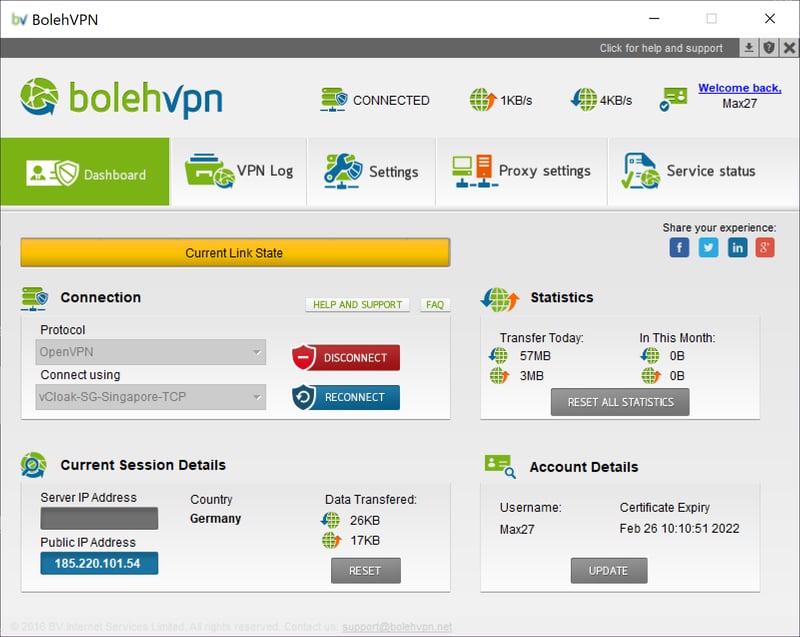 bv BolehVPN
Click for help and support
bolehvpn
CONNECTED
1KB/s
4KB/s
Welcome back,
Max27
Dashboard
VPN Log
Settings
Proxy settings
Service status
Share your experience:
Current Link State
Connection
HELP AND SUPPORT
FAQ
Protocol
OpenVPN
DISCONNECT
Connect using
vCloak-SG-Singapore-TCP
RECONNECT
Statistics
Transfer Today:
In This Month:
57MB
0B
3MB
0B
RESET ALL STATISTICS
Current Session Details
Server IP Address
Country
Germany
Data Transfered:
26KB
17KB
Public IP Address
185.220.101.54
RESET
Account Details
Username:
Certificate Expiry
Max27
Feb 26 10:10:51 2022
UPDATE
© 2016 BV Internet Services Limited. All rights reserved. Contact us: support@bolehvpn.net